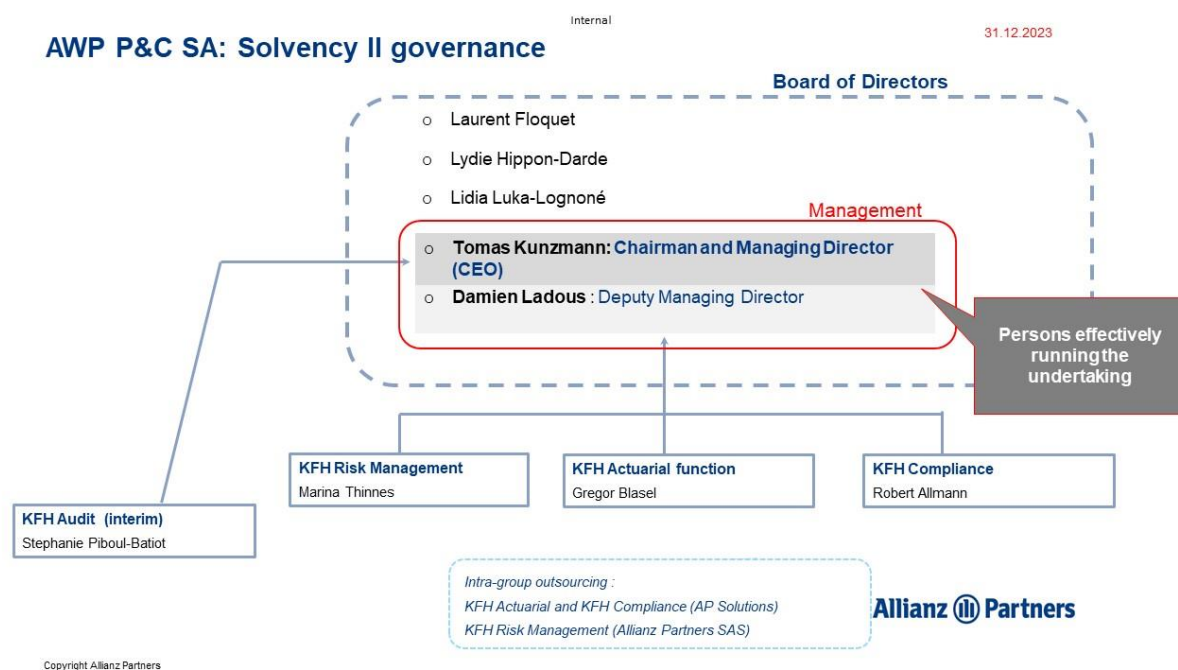 Internal
31.12.2023
AWP P&C SA: Solvency II governance
Board of Directors
o Laurent Floquet
o Lydie Hippon-Darde
o Lidia Luka-Lognoné
Management
o Tomas Kunzmann: Chairman and Managing Director
(CEO)
o Damien Ladous : Deputy Managing Director
Persons effectively
running the
undertaking
KFH Risk Management
Marina Thinnes
KFH Actuarial function
Gregor Blasel
KFH Compliance
Robert Allmann
KFH Audit (interim)
Stephanie Piboul-Batiot
Intra-group outsourcing :
KFH Actuarial and KFH Compliance (AP Solutions)
KFH Risk Management (Allianz Partners SAS)
Allianz Partners
Copyright Allianz Partners